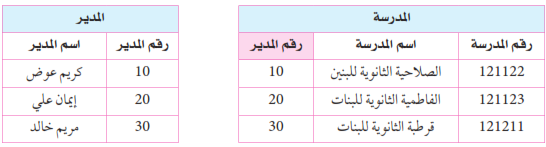 المدرسة
رقم المدرسة اسم المدرسة رقم المدير
121122 الصلاحية الثانوية للبنين 10
121123 الفاطمية الثانوية للبنات 20
121211 قرطبة الثانوية للبنات 30
المدير
رقم المدير اسم المدير
10 كريم عوض
20 إيمان علي
30 مريم خالد